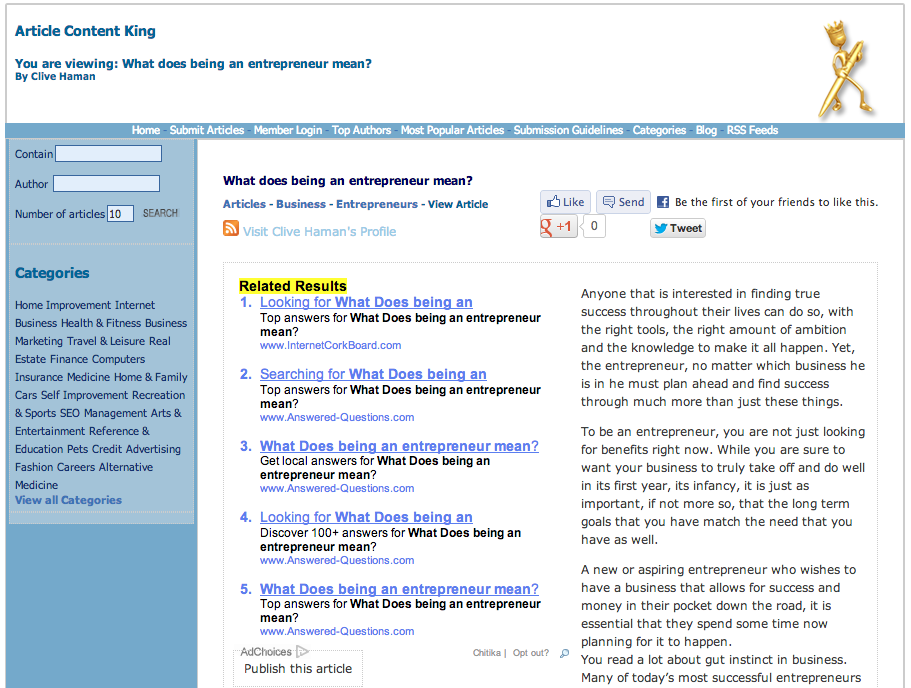 Article Content King
You are viewing: What does being an entrepreneur mean?
By Clive Haman
Home - Submit Articles - Member Login - Top Authors - Most Popular Articles - Submission Guidelines - Categories - Blog - RSS Feeds
Contain
Author
Number of articles 10 SEARCH
Categories
Home Improvement Internet
Business Health & Fitness Business
Marketing Travel & Leisure Real
Estate Finance Computers
Insurance Medicine Home & Family
Cars Self Improvement Recreation
& Sports SEO Management Arts &
Entertainment Reference &
Education Pets Credit Advertising
Fashion Careers Alternative
Medicine
View all Categories
What does being an entrepreneur mean?
Articles - Business - Entrepreneurs - View Article
Visit Clive Haman's Profile
Like Send Be the first of your friends to like this.
+1 0 Tweet
Related Results
1. Looking for What Does being an
Top answers for What Does being an entrepreneur
mean?
www.InternetCorkBoard.com
2. Searching for What Does being an
Top answers for What Does being an entrepreneur
mean?
www.Answered-Questions.com
3. What Does being an entrepreneur mean?
Get local answers for What Does being an
entrepreneur mean?
www.Answered-Questions.com
4. Looking for What Does being an
Discover 100+ answers for What Does being an
entrepreneur mean?
www.Answered-Questions.com
5. What Does being an entrepreneur mean?
Top answers for What Does being an entrepreneur
mean?
www.Answered-Questions.com
AdChoices
Chitika | Opt out?
Publish this article
Anyone that is interested in finding true
success throughout their lives can do so, with
the right tools, the right amount of ambition
and the knowledge to make it all happen. Yet,
the entrepreneur, no matter which business he
is in he must plan ahead and find success
through much more than just these things.
To be an entrepreneur, you are not just looking
for benefits right now. While you are sure to
want your business to truly take off and do well
in its first year, its infancy, it is just as
important, if not more so, that the long term
goals that you have match the need that you
have as well.
A new or aspiring entrepreneur who wishes to
have a business that allows for success and
money in their pocket down the road, it is
essential that they spend some time now
planning for it to happen.
You read a lot about gut instinct in business.
Many of today's most successful entrepreneurs